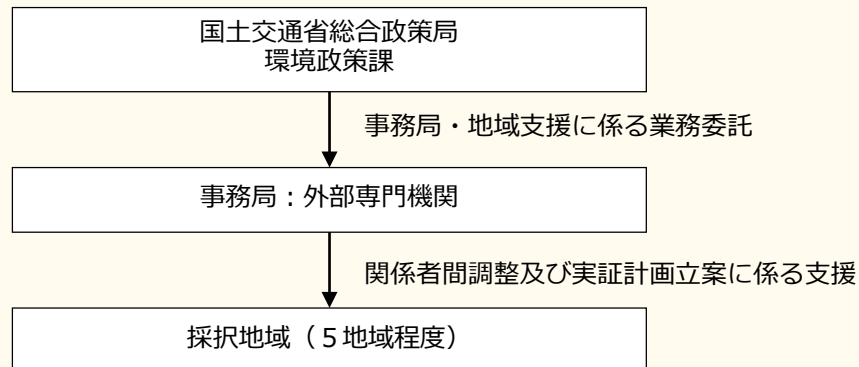 国土交通省総合政策局
環境政策課
事務局・地域支援に係る業務委託
事務局：外部専門機関
関係者間調整及び実証計画立案に係る支援
採択地域（５地域程度）